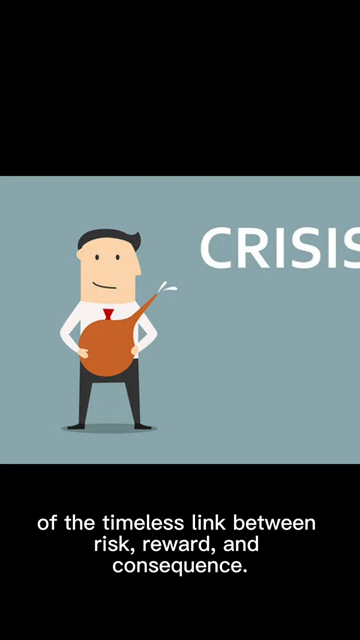 CRISIS
of the timeless link between
risk, reward, and
consequence.